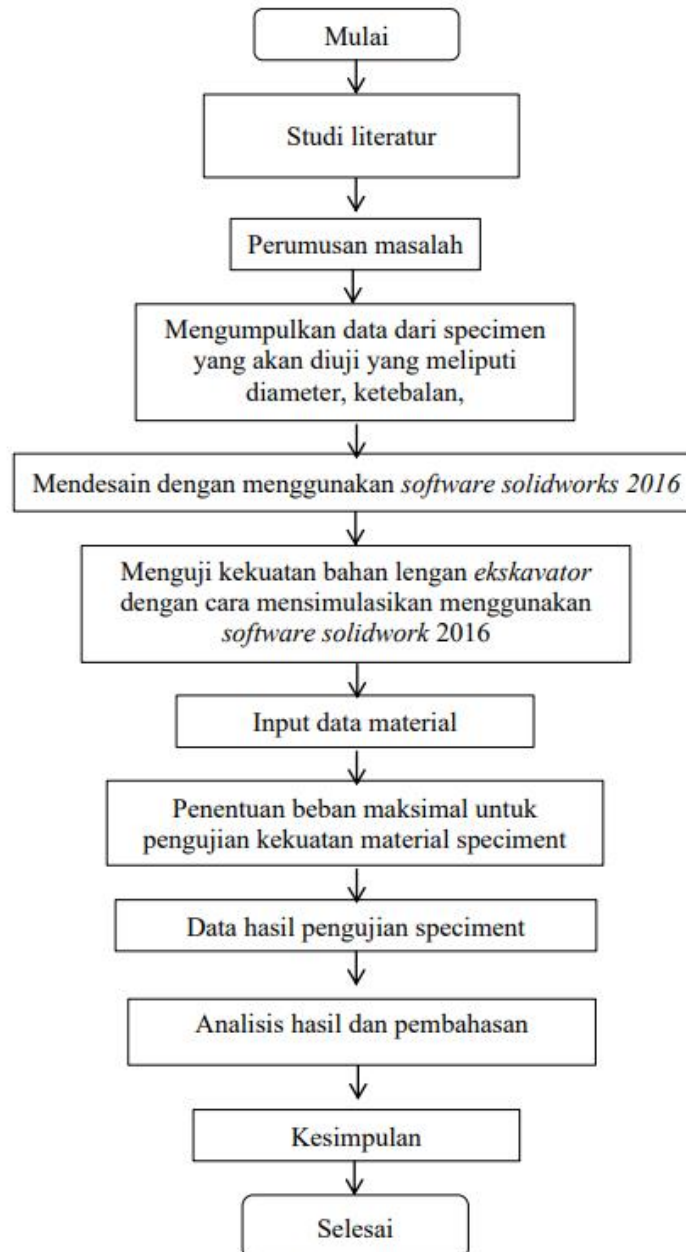 Mulai
Studi literatur
Perumusan masalah
Mengumpulkan data dari specimen
yang akan diuji yang meliputi
diameter, ketebalan,
Mendesain dengan menggunakan software solidworks 2016
Menguji kekuatan bahan lengan ekskavator
dengan cara mensimulasikan menggunakan
software solidwork 2016
Input data material
Penentuan beban maksimal untuk
pengujian kekuatan material speciment
Data hasil pengujian speciment
Analisis hasil dan pembahasan
Kesimpulan
Selesai